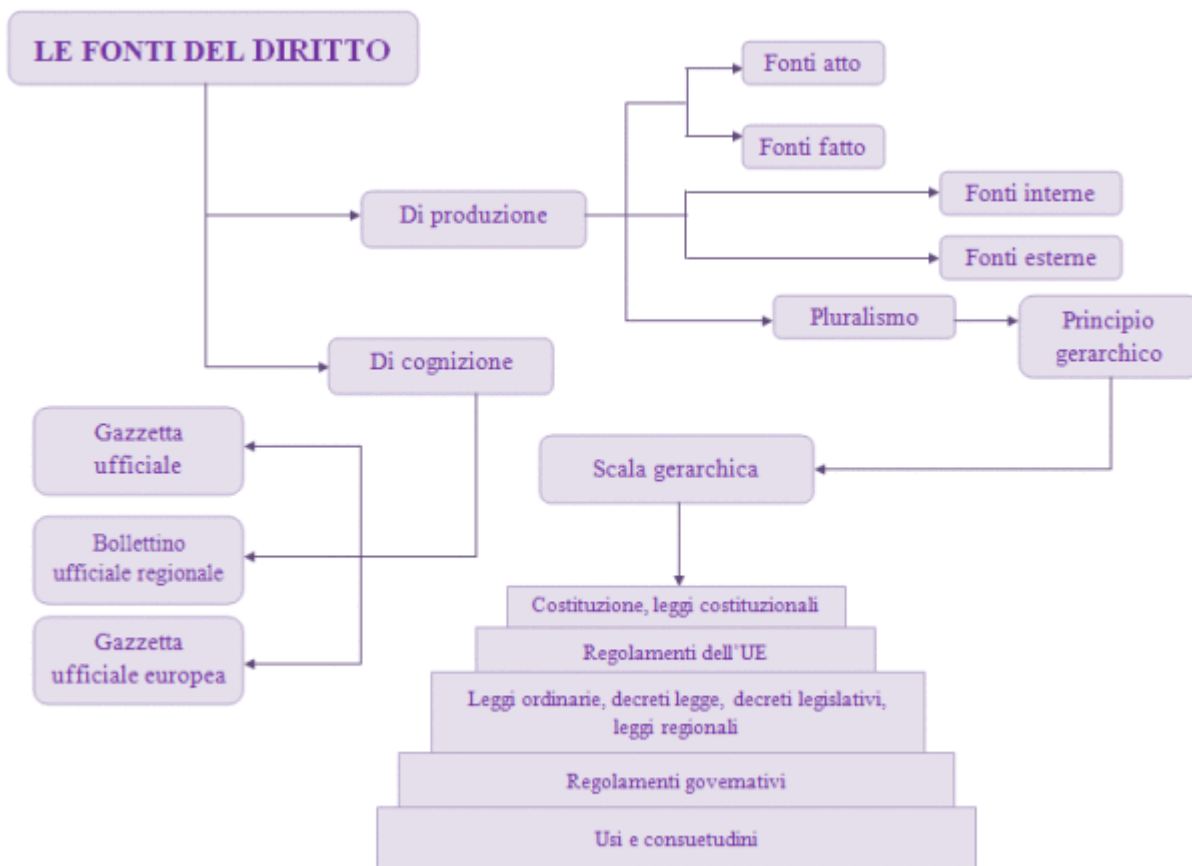 LE FONTI DEL DIRITTO
Fonti atto
Fonti fatto
Di produzione
Fonti interne
Fonti esterne
Pluralismo
Principio
gerarchico
Di cognizione
Gazzetta
ufficiale
Bollettino
ufficiale regionale
Gazzetta
ufficiale europea
Scala gerarchica
Costituzione, leggi costituzionali
Regolamenti dell'UE
Leggi ordinarie, decreti legge, decreti legislativi,
leggi regionali
Regolamenti governativi
Usi e consuetudini